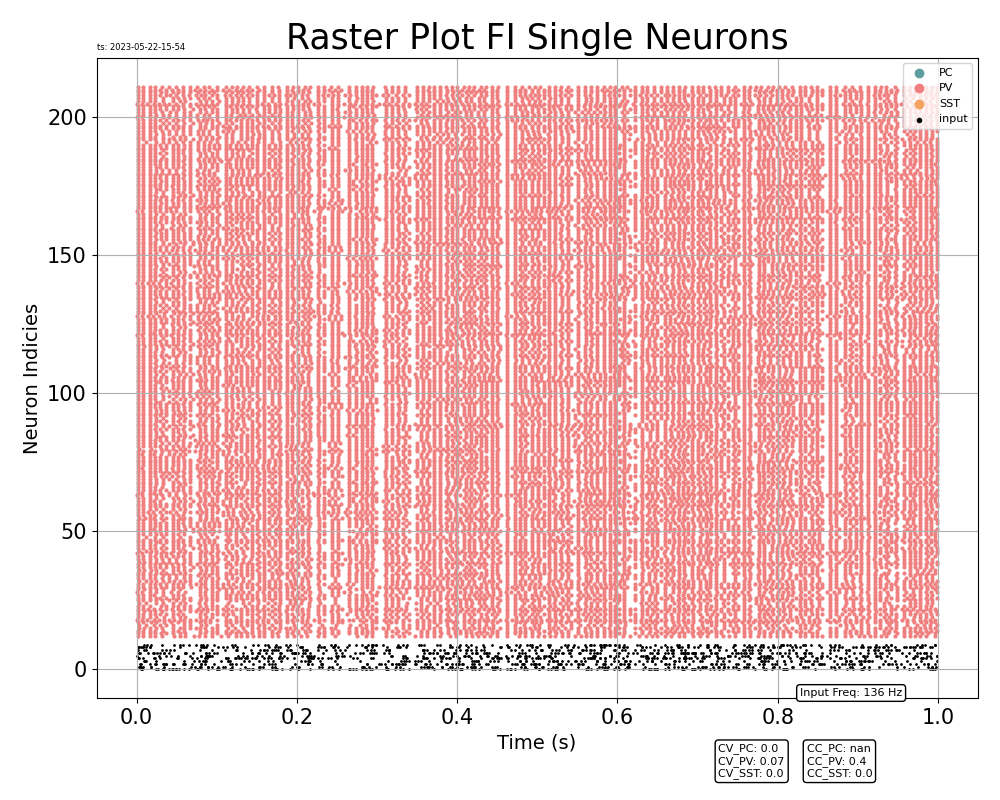 Raster Plot FI Single Neurons
ts: 2023-05-22-15-54
PC
PV
SST
input
200
150
100
50
0
Neuron Indicies
0.0 0.2 0.4 0.6 0.8 1.0
Time (s)
Input Freq: 136 Hz
CV_PC: 0.0
CV_PV: 0.07
CV_SST: 0.0
CC_PC: nan
CC_PV: 0.4
CC_SST: 0.0